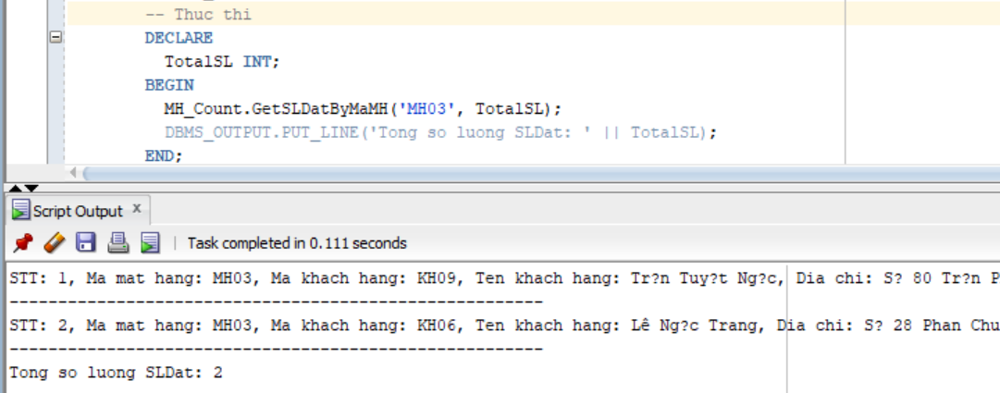 -- Thuc thi
DECLARE
TotalSL INT;
BEGIN
MH_Count.GetSLDatByMaMH('MH03', TotalSL);
DBMS_OUTPUT.PUT_LINE('Tong so luong SLDat: ' || TotalSL);
END;
Script Output x
Task completed in 0.111 seconds
STT: 1, Ma mat hang: MH03, Ma khach hang: KH09, Ten khach hang: Tr?n Tuy?t Ng?c, Dia chi: S? 80 Tr?n P
--------------------------------------------------------
STT: 2, Ma mat hang: MH03, Ma khach hang: KH06, Ten khach hang: Lê Ng?c Trang, Dia chi: S? 28 Phan Chu
--------------------------------------------------------
Tong so luong SLDat: 2